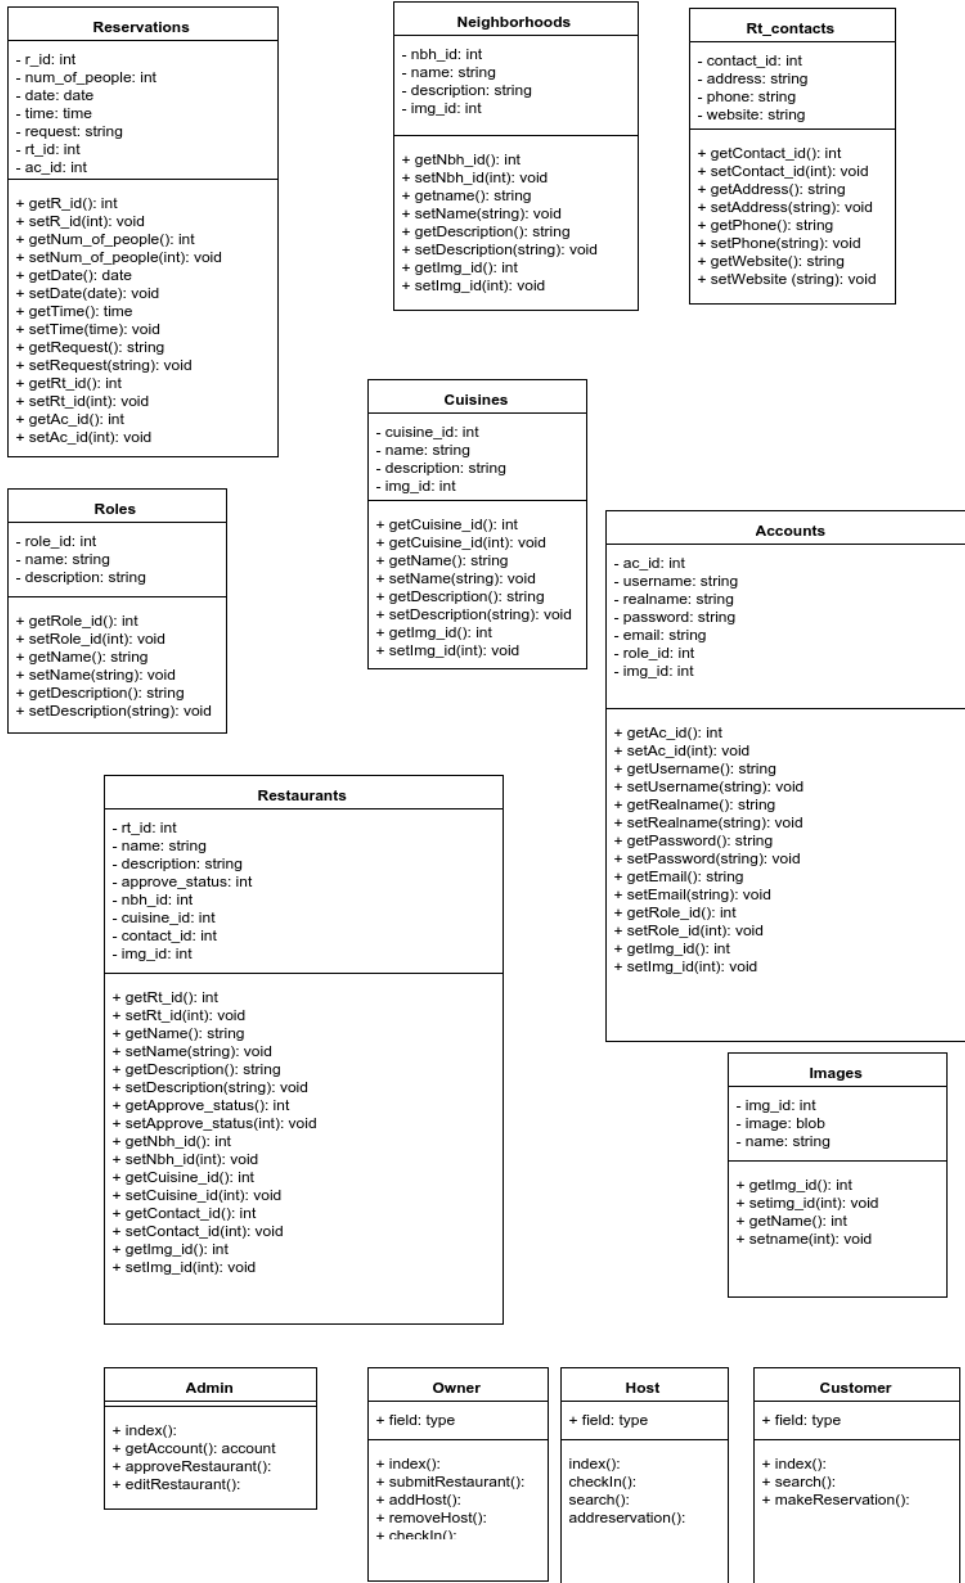 Reservations
- r_id: int
- num_of_people: int
- date: date
- time: time
- request: string
- rt_id: int
- ac_id: int
+ getR_id(): int
+ setR_id(int): void
+ getNum_of_people(): int
+ setNum_of_people(int): void
+ getDate(): date
+ setDate(date): void
+ getTime(): time
+ setTime(time): void
+ getRequest(): string
+ setRequest(string): void
+ getRt_id(): int
+ setRt_id(int): void
+ getAc_id(): int
+ setAc_id(int): void
Neighborhoods
- nbh_id: int
- name: string
- description: string
- img_id: int
+ getNbh_id(): int
+ setNbh_id(int): void
+ getname(): string
+ setName(string): void
+ getDescription(): string
+ setDescription(string): void
+ getImg_id(): int
+ setImg_id(int): void
Rt_contacts
- contact_id: int
- address: string
- phone: string
- website: string
+ getContact_id(): int
+ setContact_id(int): void
+ getAddress(): string
+ setAddress(string): void
+ getPhone(): string
+ setPhone(string): void
+ getWebsite(): string
+ setWebsite (string): void
Cuisines
- cuisine_id: int
- name: string
- description: string
- img_id: int
+ getCuisine_id(): int
+ getCuisine_id(int): void
+ getName(): string
+ setName(string): void
+ getDescription(): string
+ setDescription(string): void
+ getImg_id(): int
+ setImg_id(int): void
Roles
- role_id: int
- name: string
- description: string
+ getRole_id(): int
+ setRole_id(int): void
+ getName(): string
+ setName(string): void
+ getDescription(): string
+ setDescription(string): void
Accounts
- ac_id: int
- username: string
- realname: string
- password: string
- email: string
- role_id: int
- img_id: int
+ getAc_id(): int
+ setAc_id(int): void
+ getUsername(): string
+ setUsername(string): void
+ getRealname(): string
+ setRealname(string): void
+ getPassword(): string
+ setPassword(string): void
+ getEmail(): string
+ setEmail(string): void
+ getRole_id(): int
+ setRole_id(int): void
+ getImg_id(): int
+ setImg_id(int): void
Restaurants
- rt_id: int
- name: string
- description: string
- approve_status: int
- nbh_id: int
- cuisine_id: int
- contact_id: int
- img_id: int
+ getRt_id(): int
+ setRt_id(int): void
+ getName(): string
+ setName(string): void
+ getDescription(): string
+ setDescription(string): void
+ getApprove_status(): int
+ setApprove_status(int): void
+ getNbh_id(): int
+ setNbh_id(int): void
+ getCuisine_id(): int
+ setCuisine_id(int): void
+ getContact_id(): int
+ setContact_id(int): void
+ getImg_id(): int
+ setImg_id(int): void
Images
- img_id: int
- image: blob
- name: string
+ getImg_id(): int
+ setimg_id(int): void
+ getName(): int
+ setname(int): void
Admin
+ index():
+ getAccount(): account
+ approveRestaurant():
+ editRestaurant():
Owner
+ field: type
+ index():
+ submitRestaurant():
+ addHost():
+ removeHost():
+ checkIn():
Host
+ field: type
index():
checkIn():
search():
addreservation():
Customer
+ field: type
+ index():
+ search():
+ makeReservation():